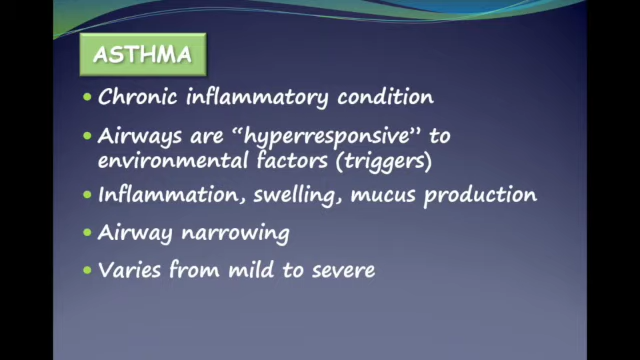 ASTHMA
• Chronic inflammatory condition
• Airways are “hyperresponsive” to
environmental factors (triggers)
• Inflammation, swelling, mucus production
• Airway narrowing
• Varies from mild to severe